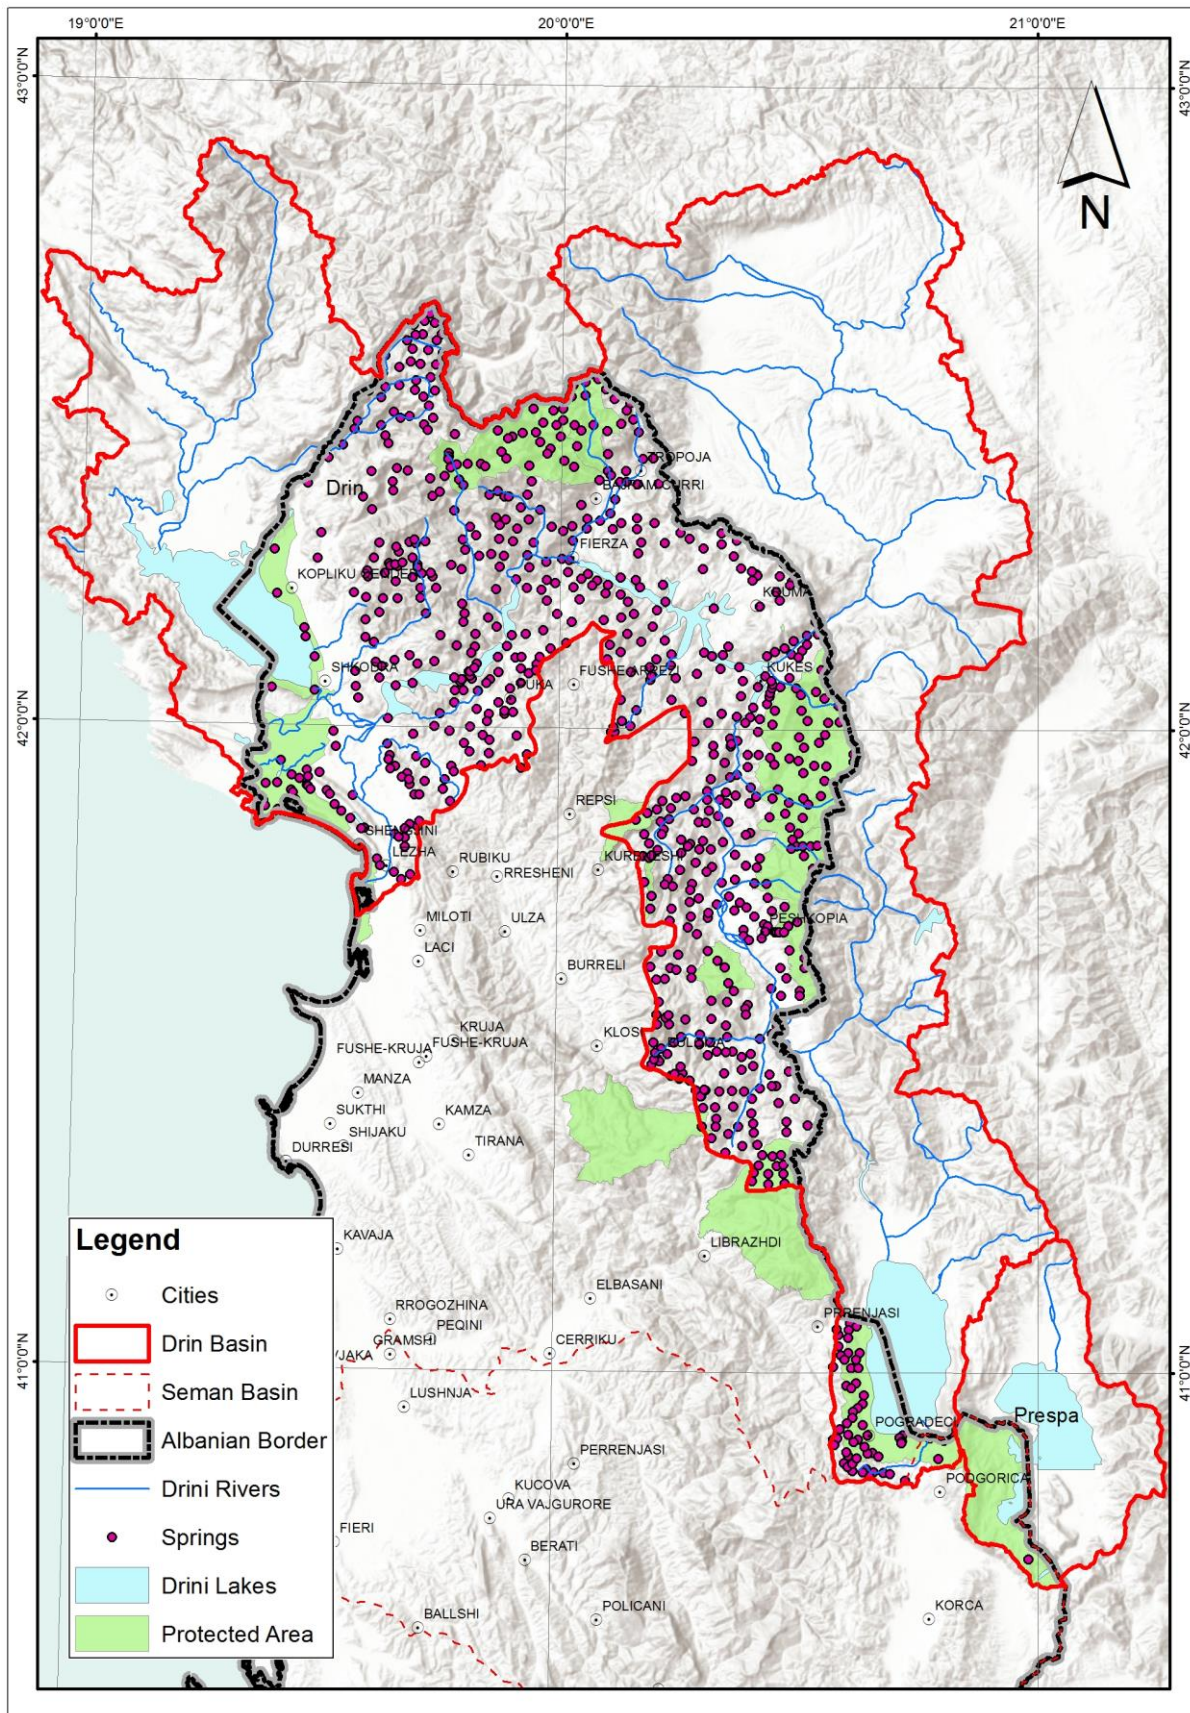 19°0'0"E
20°0'0"E
21°0'0"E
43°0'0"N
43°0'0"N
N
TROPOJA
BAJRAM CURRI
Drin
FIERZA
KOPLIKU QENDER
KRUMA
SHKODRA
FUSHE-ARREZI
KUKES
PUKA
42°0'0"N
42°0'0"N
REPSI
SHENGJINI
LEZHA
RUBIKU
KURBNESHI
RRESHENI
MILOTI
ULZA
PESHKOPIA
LACI
BURRELI
KRUJA
KLOSI
BULQIZA
FUSHE-KRUJA
FUSHE-KRUJA
MANZA
SUKTHI
KAMZA
SHIJAKU
DURRESI
TIRANA
Legend
KAVAJA
LIBRAZHDI
Cities
ELBASANI
RROGOZHINA
PRRENJASI
PEQINI
Drin Basin
GRAMSHI
CERRIKU
41°0'0"N
41°0'0"N
Seman Basin
LUSHNJA
Prespa
POGRADECI
Albanian Border
PERRENJASI
PODGORICA
Drini Rivers
KUCOVA
URA VAJGURORE
Springs
FIERI
BERATI
Drini Lakes
BALLSHI
POLICANI
KORCA
Protected Area